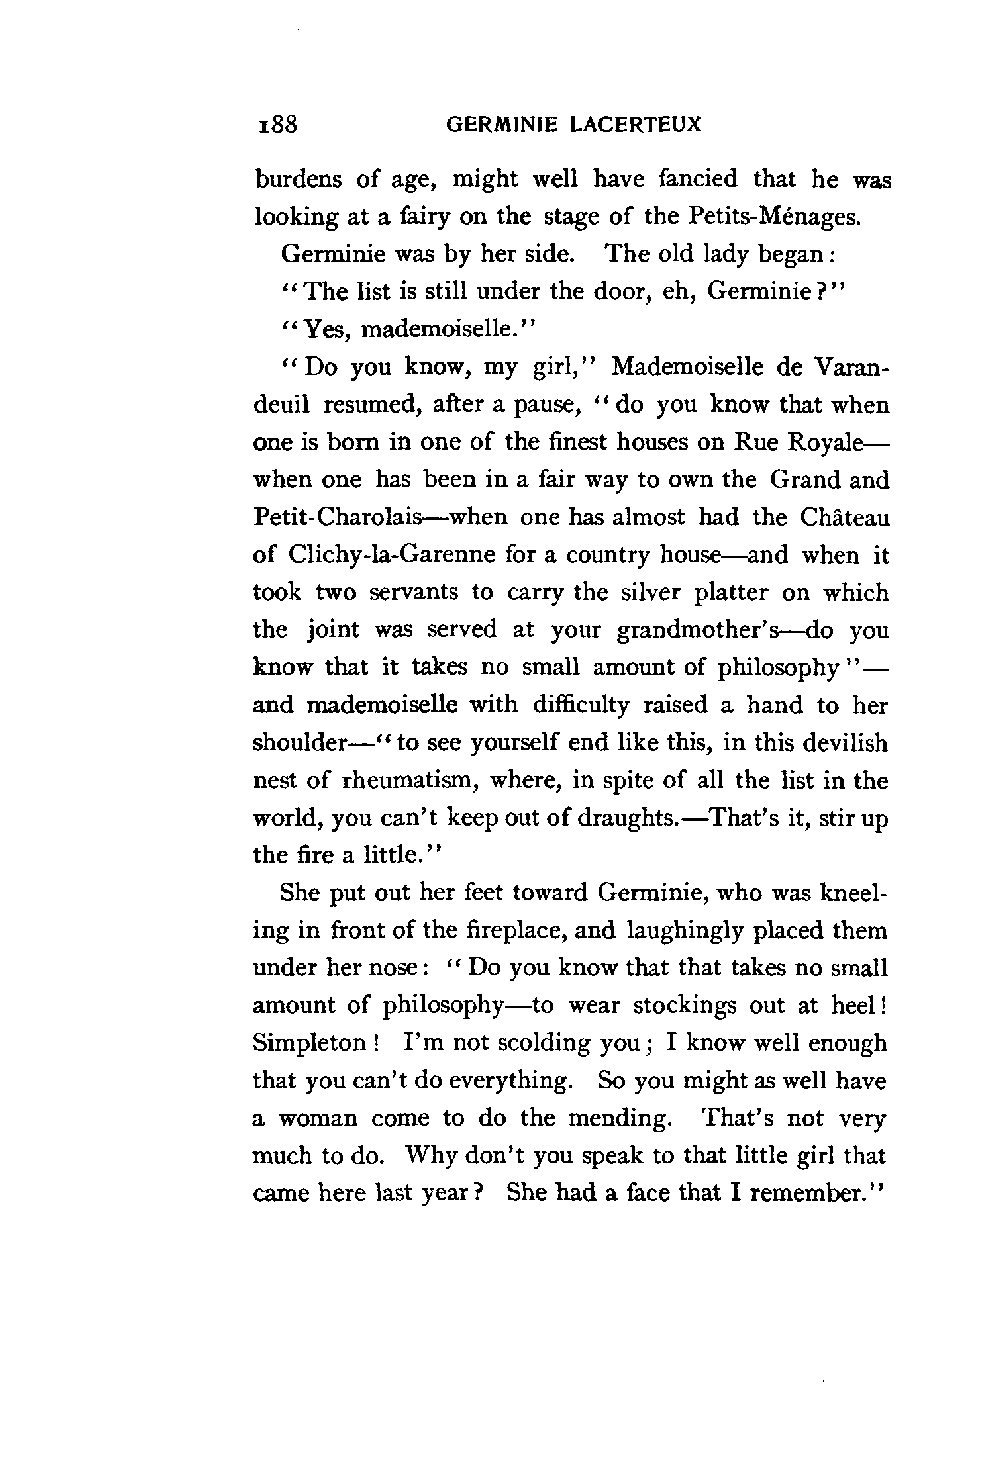 188 GERMINIE LACERTEUX
burdens of age, might well have fancied that he was
looking at a fairy on the stage of the Petits-Ménages.
Germinie was by her side. The old lady began:
"The list is still under the door, eh, Germinie?"
"Yes, mademoiselle."
"Do you know, my girl," Mademoiselle de Varan-
deuil resumed, after a pause, "do you know that when
one is born in one of the finest houses on Rue Royale—
when one has been in a fair way to own the Grand and
Petit-Charolais—when one has almost had the Château
of Clichy-la-Garenne for a country house—and when it
took two servants to carry the silver platter on which
the joint was served at your grandmother's—do you
know that it takes no small amount of philosophy"—
and mademoiselle with difficulty raised a hand to her
shoulder—"to see yourself end like this, in this devilish
nest of rheumatism, where, in spite of all the list in the
world, you can't keep out of draughts.—That's it, stir up
the fire a little."
She put out her feet toward Germinie, who was kneel-
ing in front of the fireplace, and laughingly placed them
under her nose: "Do you know that that takes no small
amount of philosophy—to wear stockings out at heel!
Simpleton! I'm not scolding you; I know well enough
that you can't do everything. So you might as well have
a woman come to do the mending. That's not very
much to do. Why don't you speak to that little girl that
came here last year? She had a face that I remember."